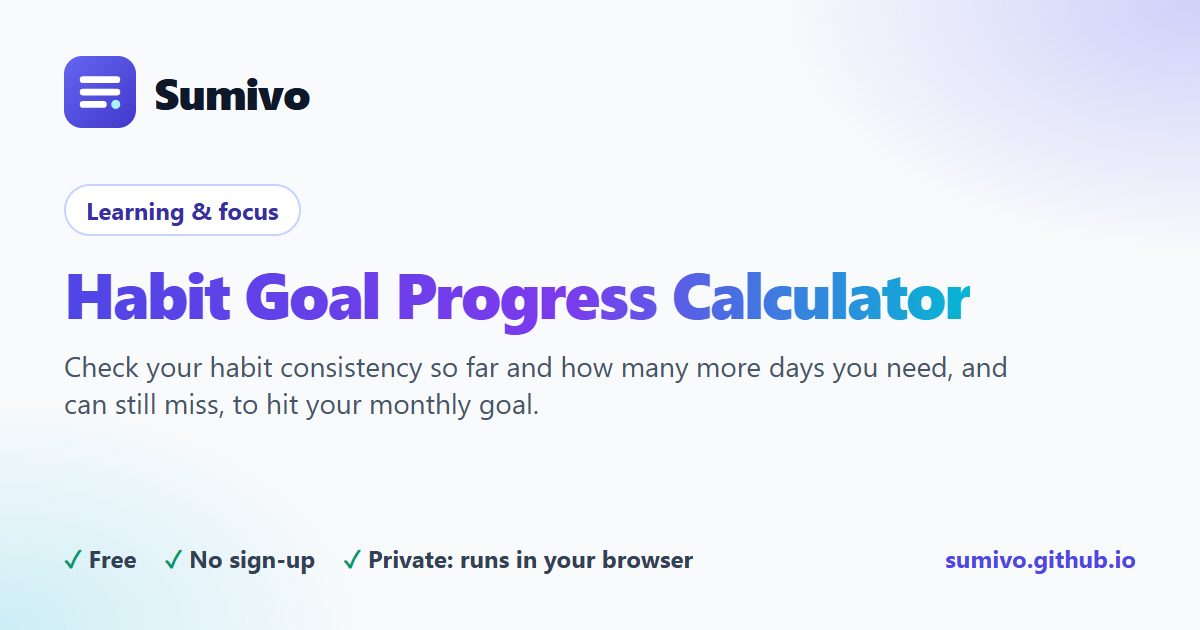 Sumivo
Learning & focus
Habit Goal Progress Calculator
Check your habit consistency so far and how many more days you need, and
can still miss, to hit your monthly goal.
✓ Free ✓ No sign-up ✓ Private: runs in your browser
sumivo.github.io